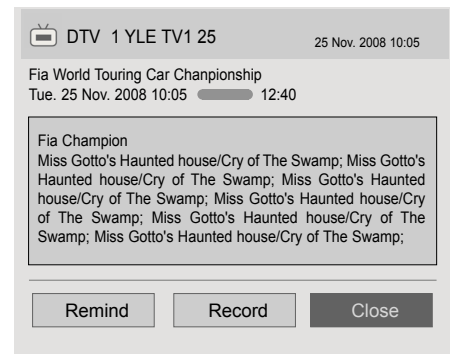 DTV 1 YLE TV1 25 25 Nov. 2008 10:05
Fia World Touring Car Chanpionship
Tue. 25 Nov. 2008 10:05 12:40
Fia Champion
Miss Gotto's Haunted house/Cry of The Swamp; Miss Gotto's
Haunted house/Cry of The Swamp; Miss Gotto's Haunted
house/Cry of The Swamp; Miss Gotto's Haunted house/Cry
of The Swamp; Miss Gotto's Haunted house/Cry of The
Swamp; Miss Gotto's Haunted house/Cry of The Swamp;
Remind Record Close